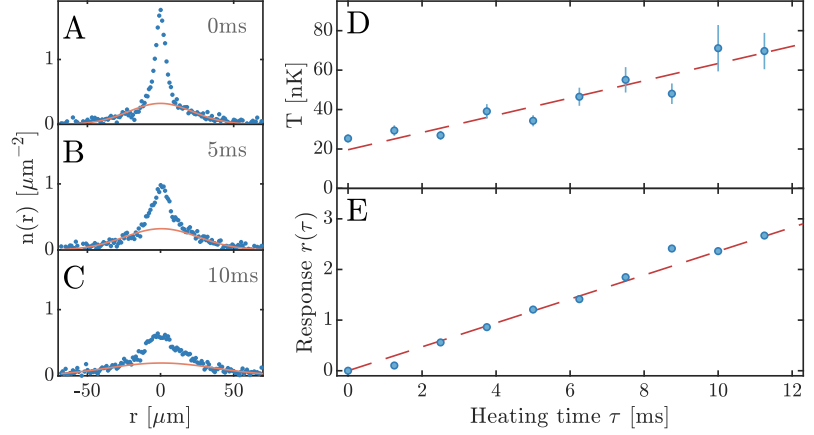 A
0ms
1
0
B
5ms
1
0
C
10ms
1
0
-50
0
50
r [μm]
n(r) [μm⁻²]
D
80
60
40
20
0
T [nK]
E
3
2
1
0
Response r(τ)
0
2
4
6
8
10
12
Heating time τ [ms]